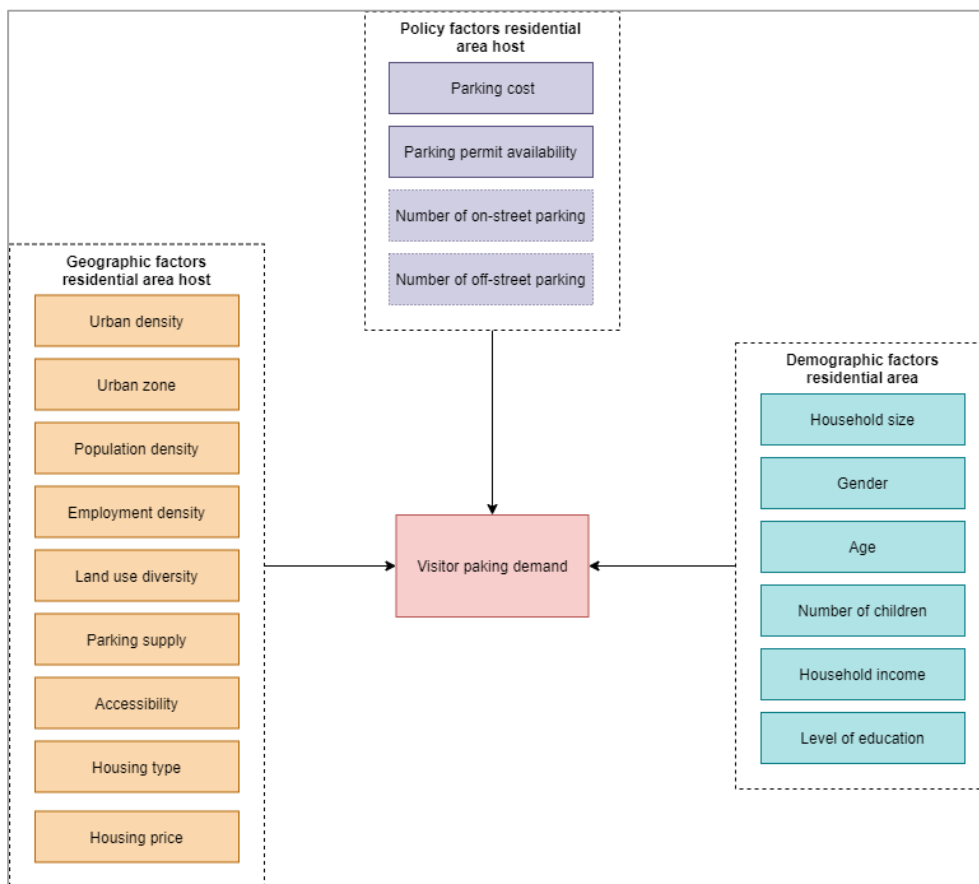 Policy factors residential
area host
Parking cost
Parking permit availability
Number of on-street parking
Number of off-street parking
Geographic factors
residential area host
Urban density
Urban zone
Population density
Employment density
Land use diversity
Parking supply
Accessibility
Housing type
Housing price
Visitor paking demand
Demographic factors
residential area
Household size
Gender
Age
Number of children
Household income
Level of education